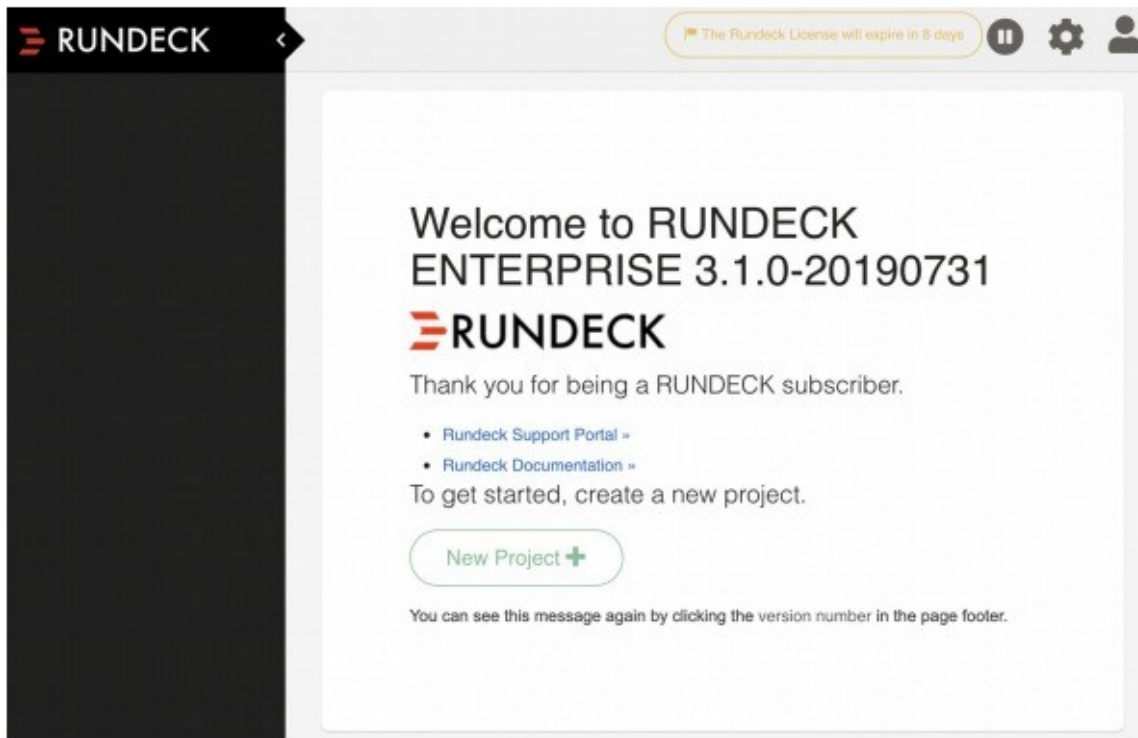 RUNDECK
The Rundeck License will expire in 8 days
Welcome to RUNDECK
ENTERPRISE 3.1.0-20190731
RUNDECK
Thank you for being a RUNDECK subscriber.
• Rundeck Support Portal »
• Rundeck Documentation »
To get started, create a new project.
New Project +
You can see this message again by clicking the version number in the page footer.